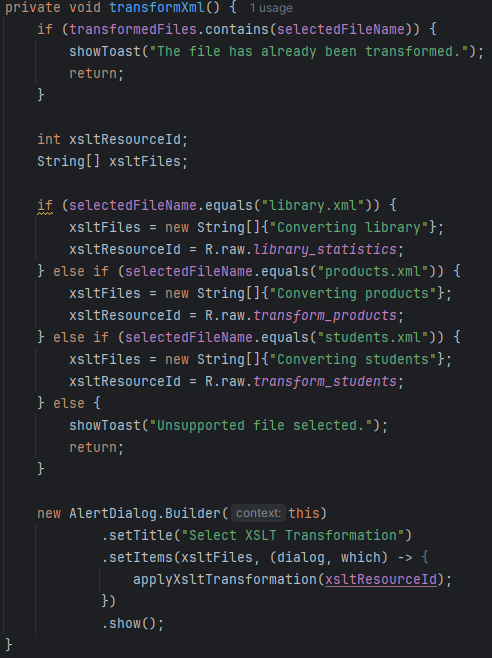 private void transformXml() { 1 usage
    if (transformedFiles.contains(selectedFileName)) {
        showToast("The file has already been transformed.");
        return;
    }

    int xsltResourceId;
    String[] xsltFiles;

    if (selectedFileName.equals("library.xml")) {
        xsltFiles = new String[]{"Converting library"};
        xsltResourceId = R.raw.library_statistics;
    } else if (selectedFileName.equals("products.xml")) {
        xsltFiles = new String[]{"Converting products"};
        xsltResourceId = R.raw.transform_products;
    } else if (selectedFileName.equals("students.xml")) {
        xsltFiles = new String[]{"Converting students"};
        xsltResourceId = R.raw.transform_students;
    } else {
        showToast("Unsupported file selected.");
        return;
    }

    new AlertDialog.Builder( context: this)
            .setTitle("Select XSLT Transformation")
            .setItems(xsltFiles, (dialog, which) -> {
                applyXsltTransformation(xsltResourceId);
            })
            .show();
}